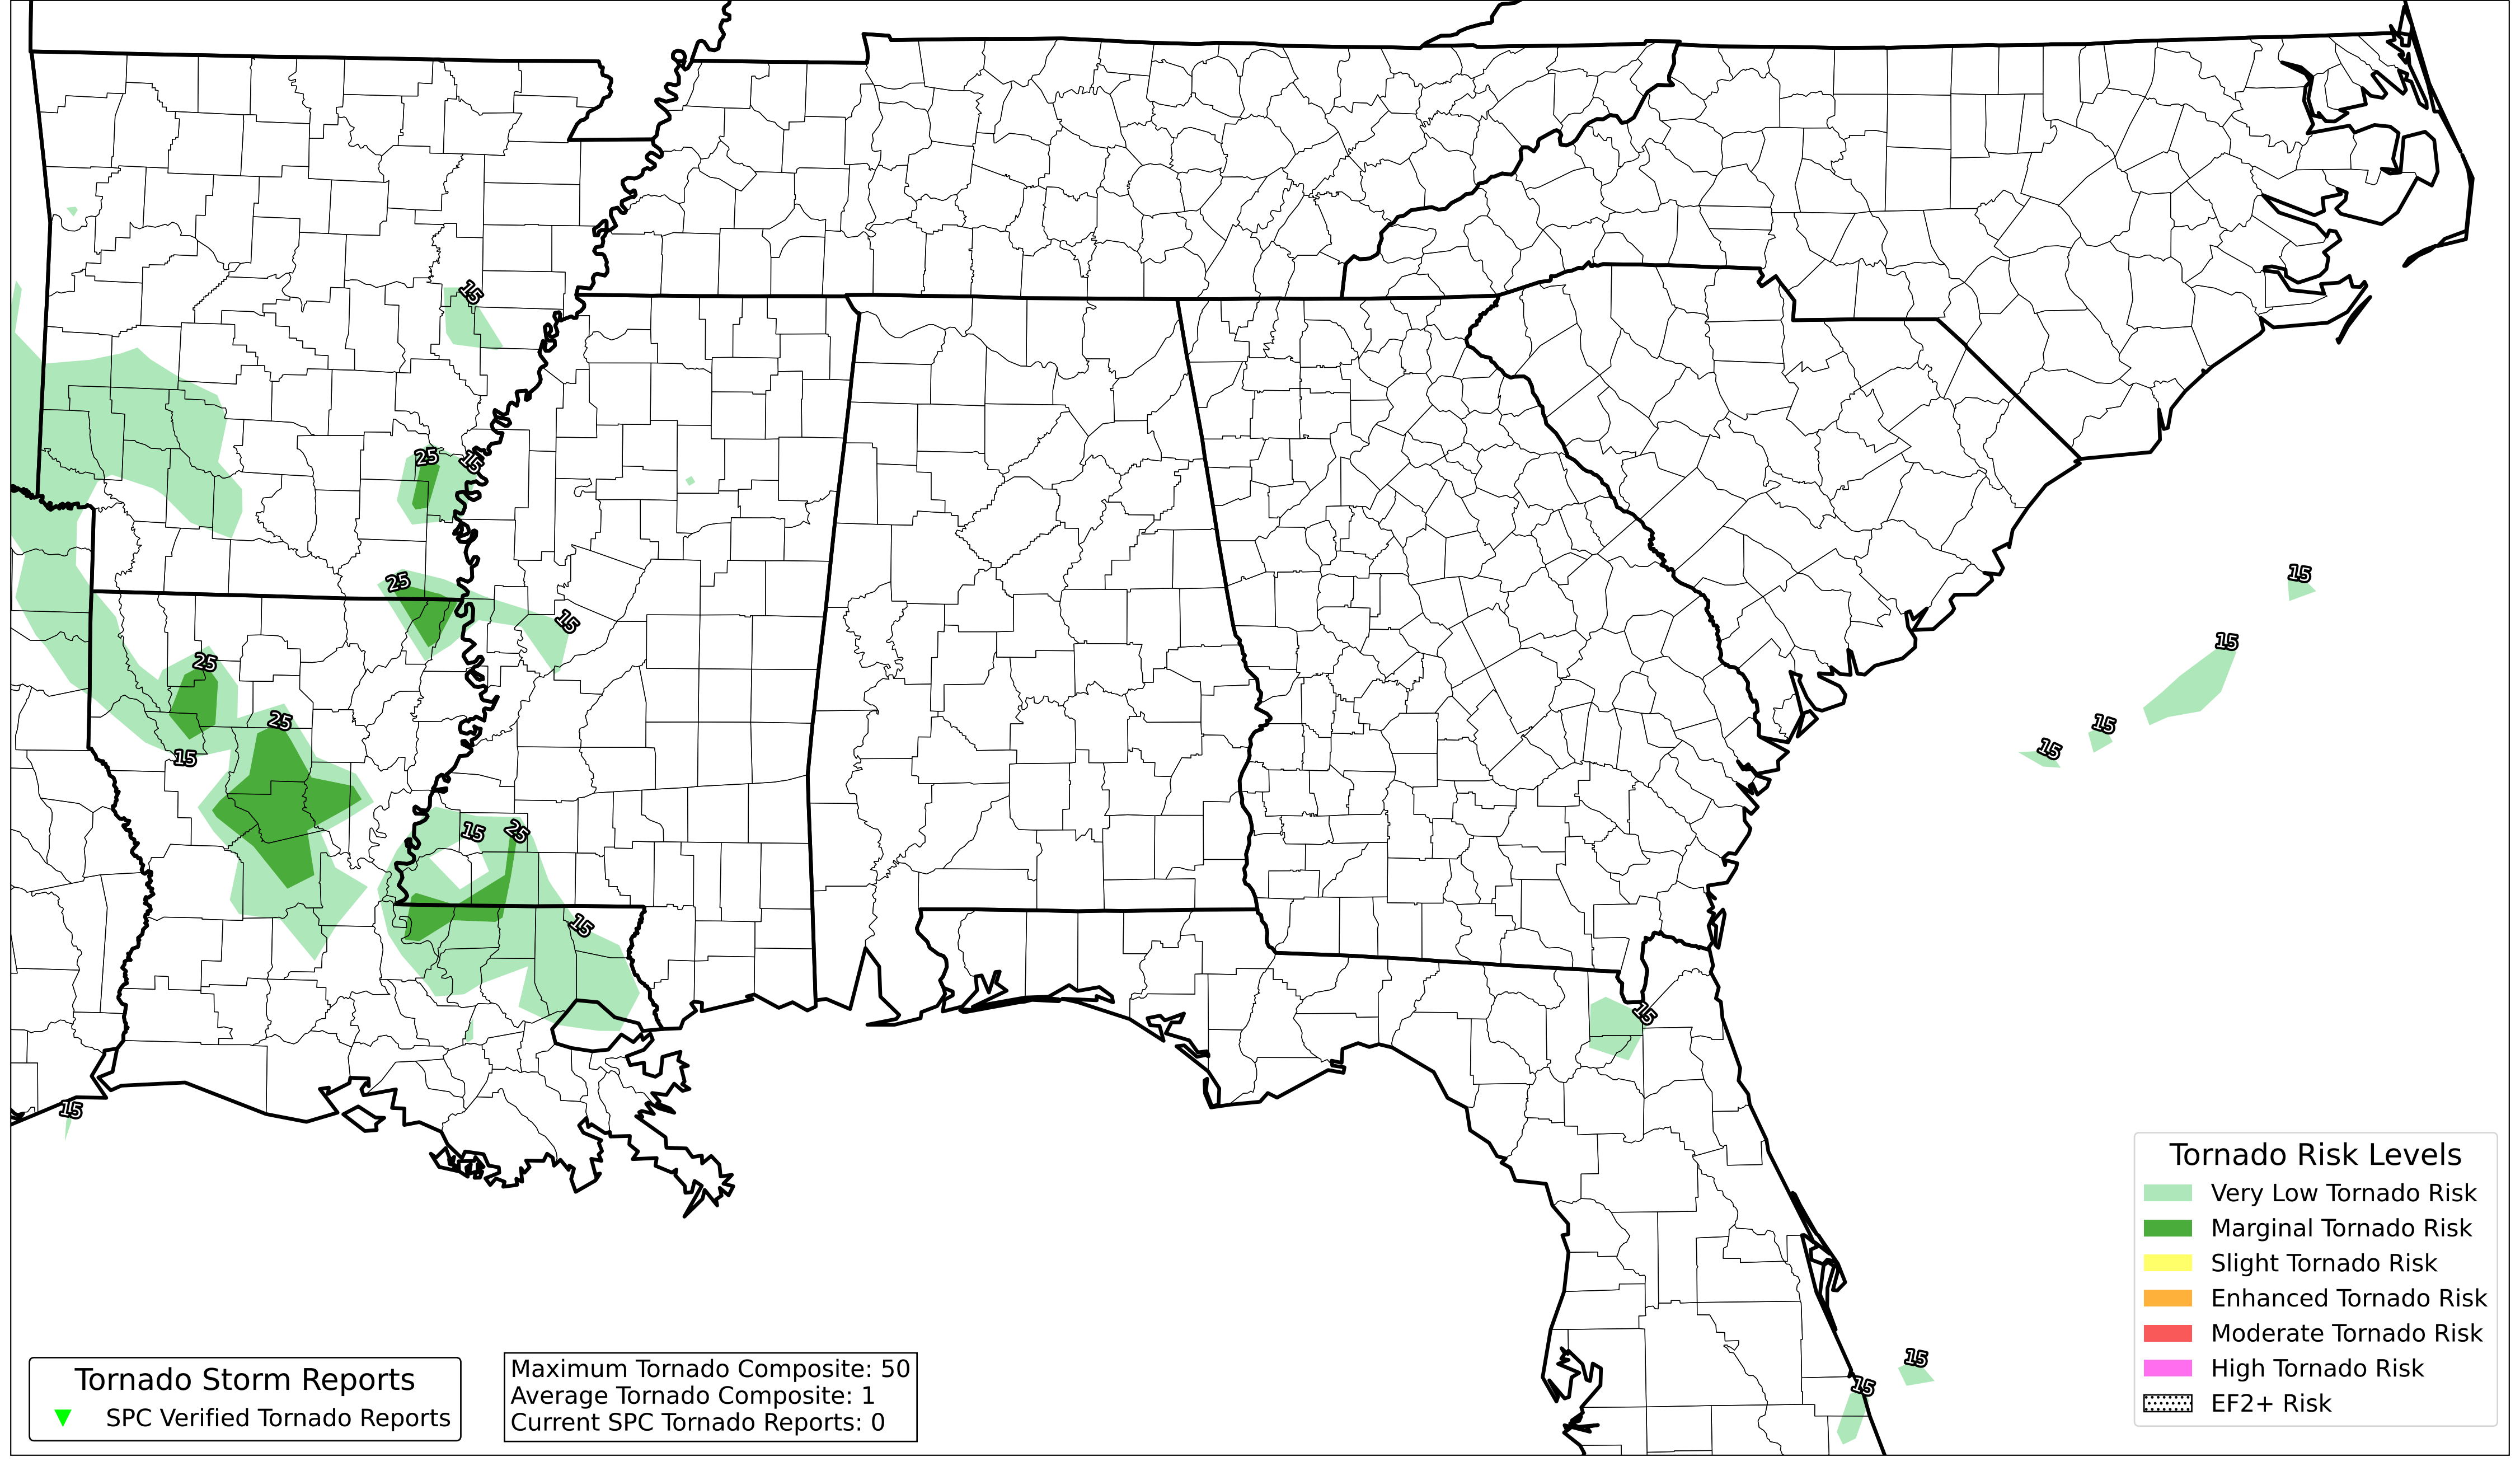 15
25
15
25
15
15
25
15
25
15
15
15
15
25
15
15
15
15
15
15
Tornado Risk Levels
Very Low Tornado Risk
Marginal Tornado Risk
Slight Tornado Risk
Enhanced Tornado Risk
Moderate Tornado Risk
High Tornado Risk
EF2+ Risk
Tornado Storm Reports
SPC Verified Tornado Reports
Maximum Tornado Composite: 50
Average Tornado Composite: 1
Current SPC Tornado Reports: 0